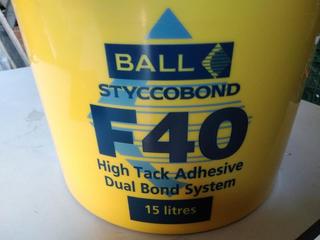 BALL
STYCCOBOND
F40
High Tack Adhesive
Dual Bond System
15 litres